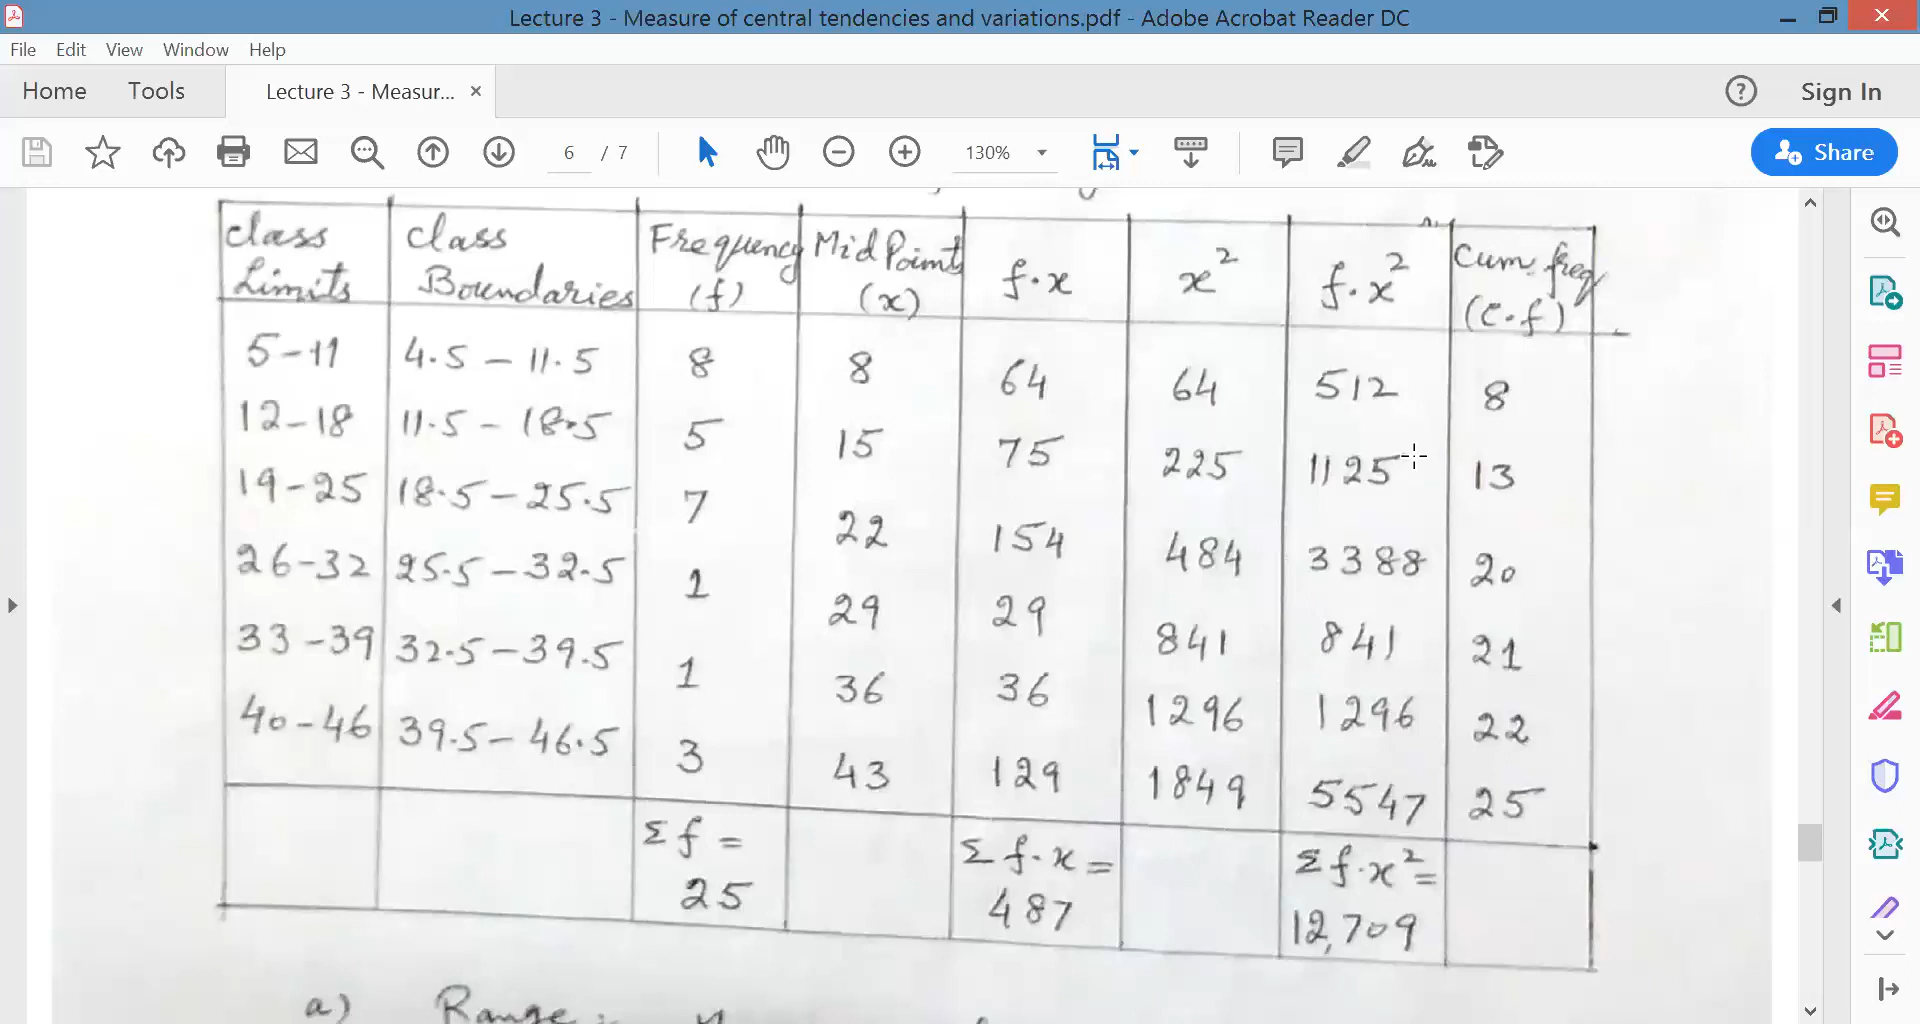 Lecture 3 - Measure of central tendencies and variations.pdf - Adobe Acrobat Reader DC
File Edit View Window Help
Home Tools Lecture 3 - Measur... × Sign In
6 / 7 130% Share
Class Limits Class Boundaries Frequency (f) Mid Points (x) f·x x² f·x² Cum. freq (c·f)
5-11 4.5 - 11.5 8 8 64 64 512 8
12-18 11.5 - 18.5 5 15 75 225 1125 13
19-25 18.5 - 25.5 7 22 154 484 3388 20
26-32 25.5 - 32.5 1 29 29 841 841 21
33-39 32.5 - 39.5 1 36 36 1296 1296 22
40-46 39.5 - 46.5 3 43 129 1849 5547 25
Σf = 25 Σf·x = 487 Σf·x² = 12,709
a) Range :